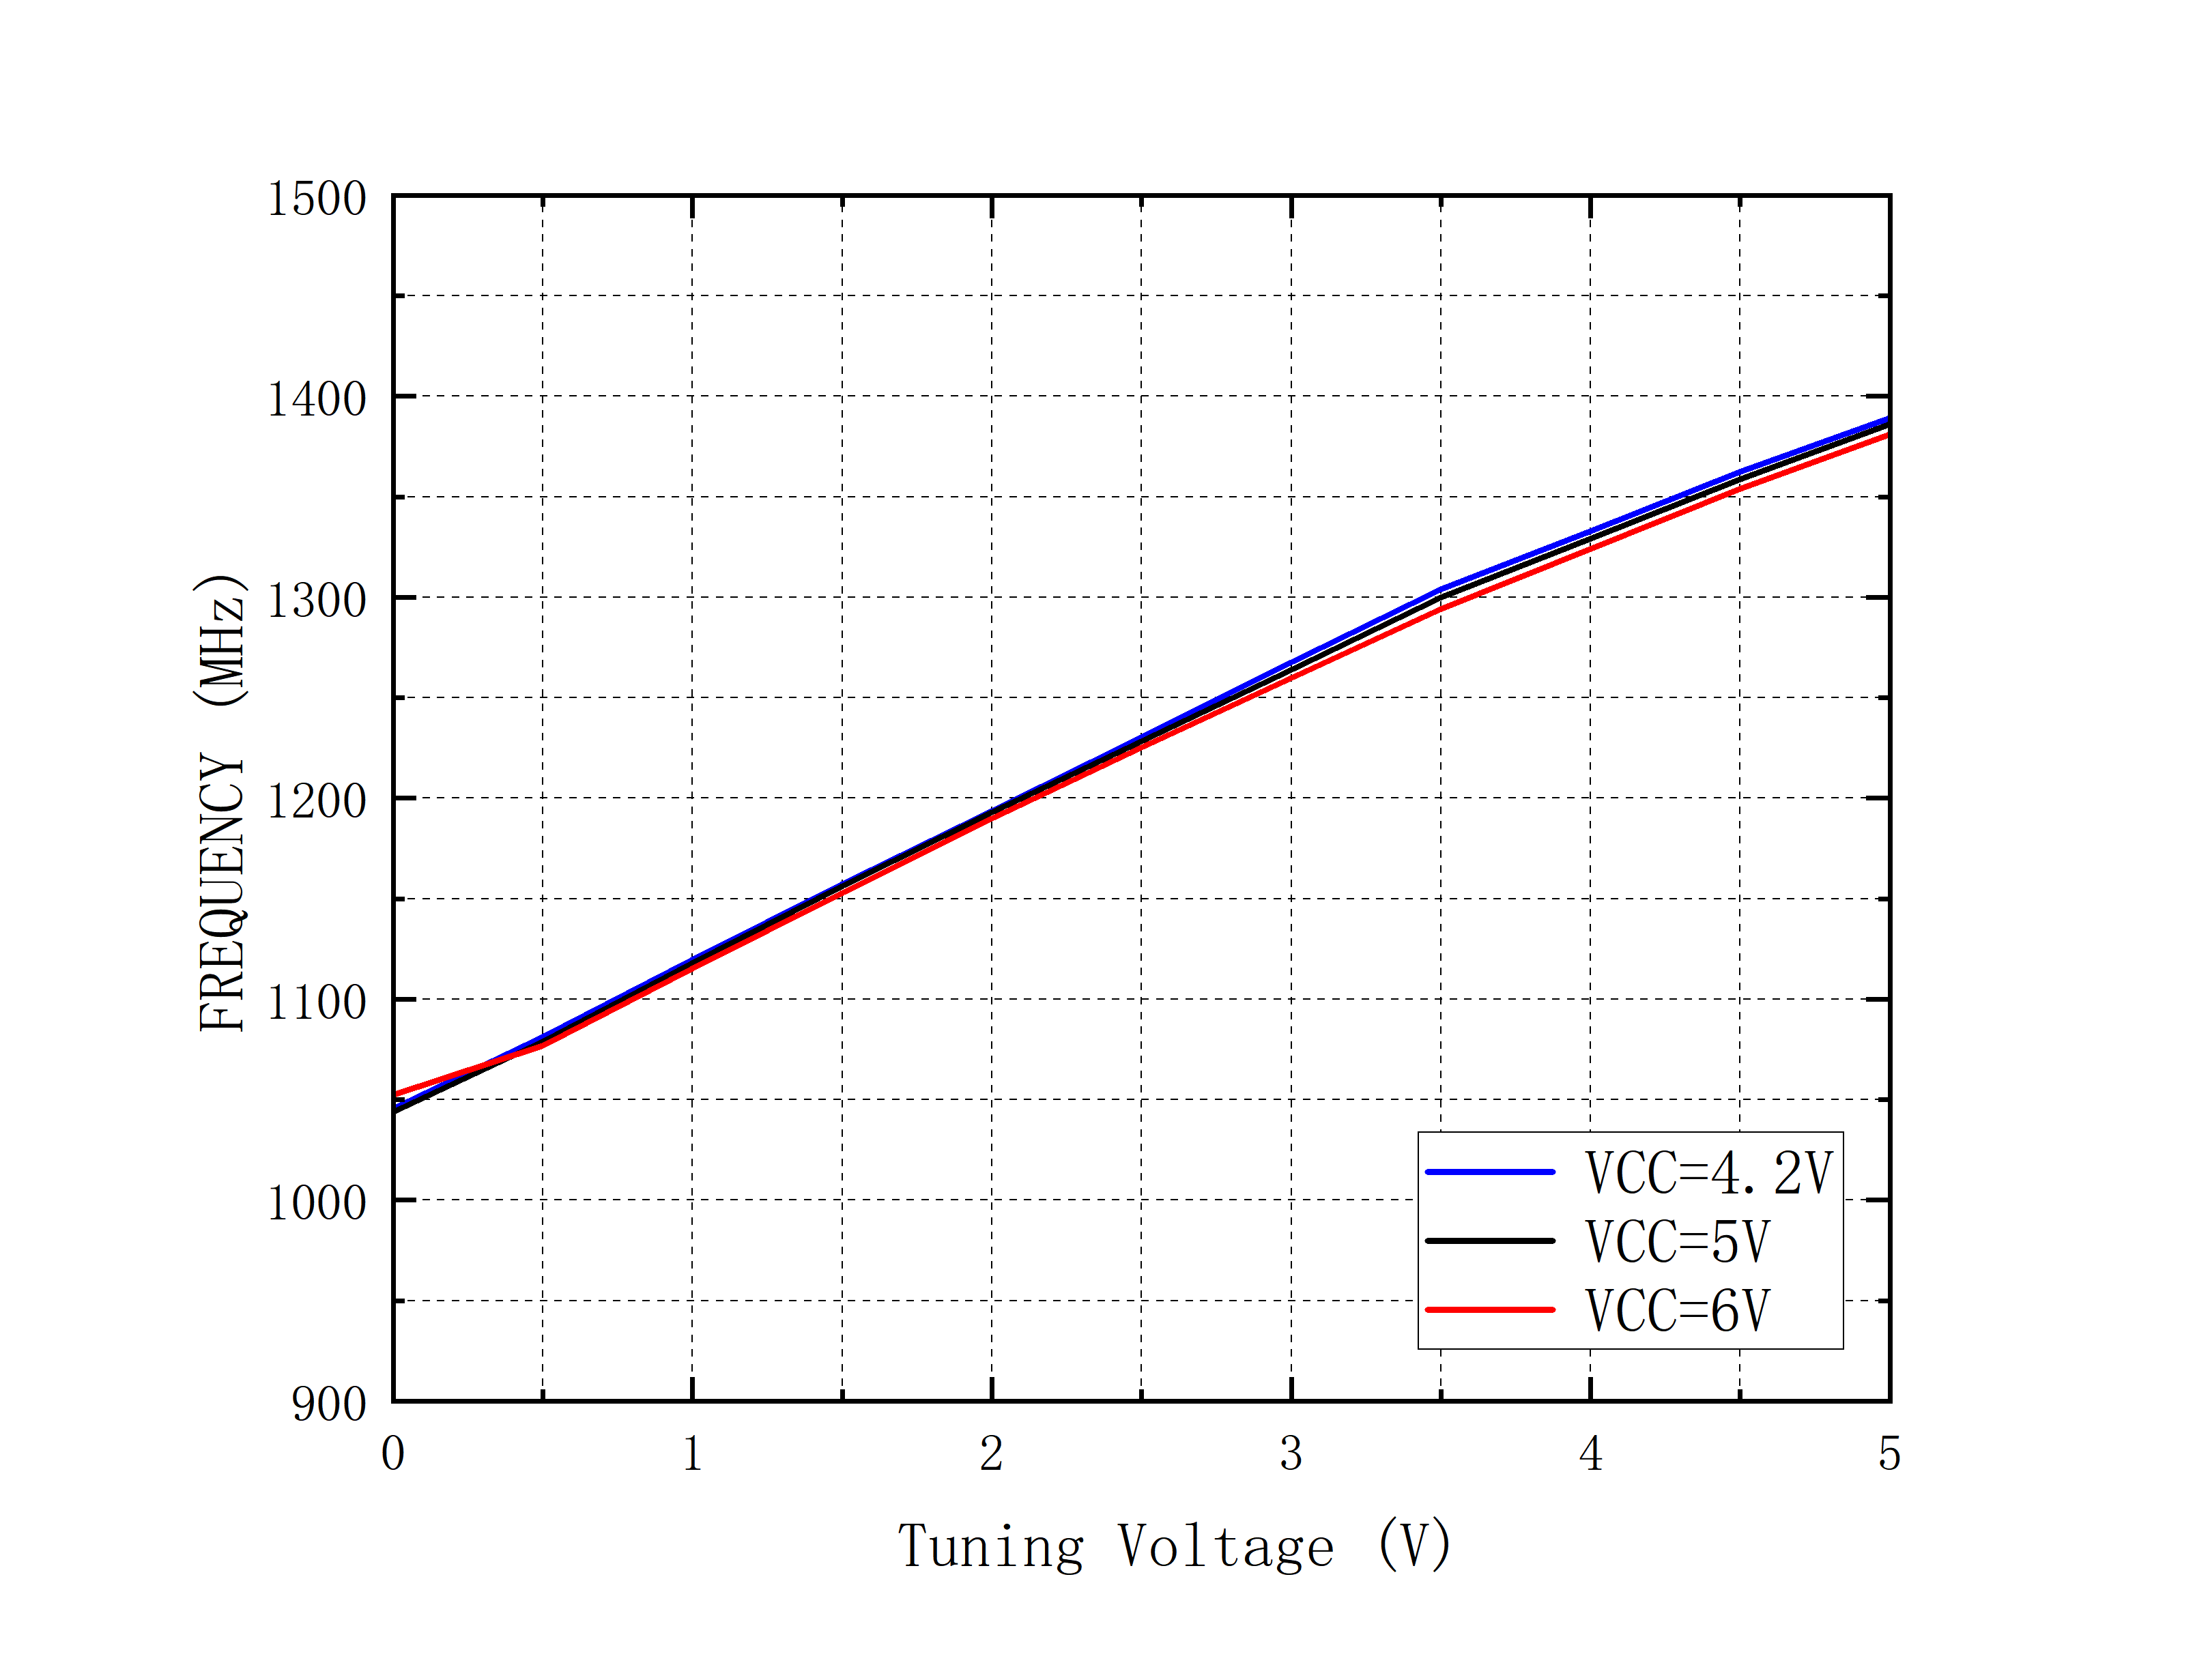 1500
1400
1300
1200
1100
1000
900
FREQUENCY (MHz)
0 1 2 3 4 5
Tuning Voltage (V)
VCC=4.2V
VCC=5V
VCC=6V